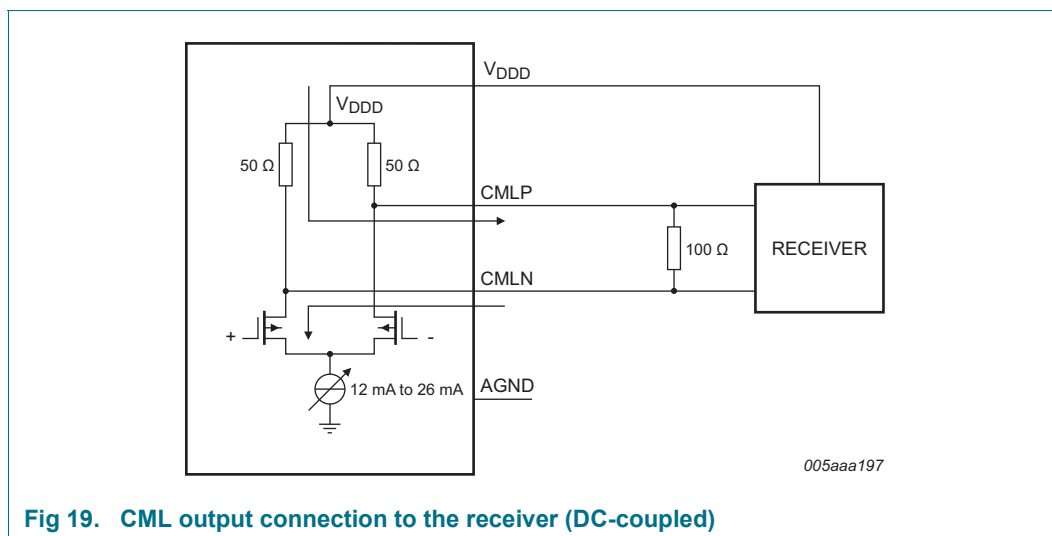 VDDD
VDDD
50 Ω
50 Ω
CMLP
100 Ω
RECEIVER
CMLN
+
-
12 mA to 26 mA
AGND
005aaa197
Fig 19. CML output connection to the receiver (DC-coupled)